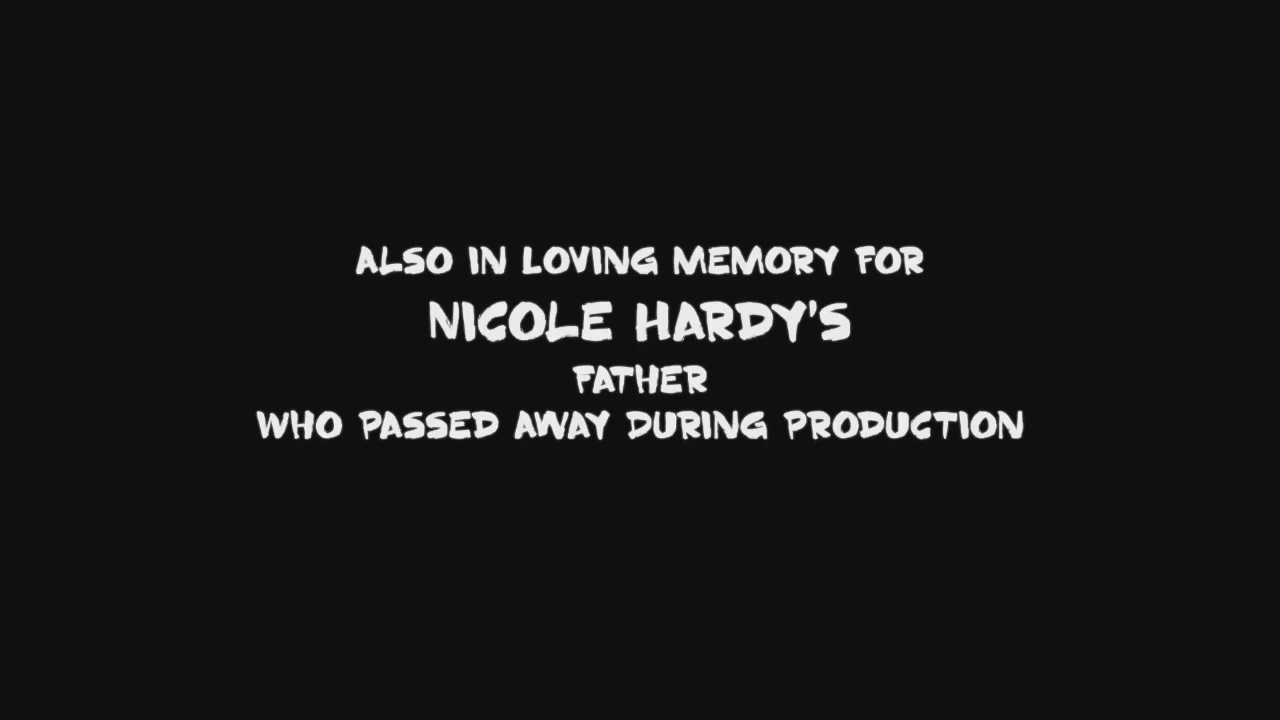 ALSO IN LOVING MEMORY FOR
NICOLE HARDY'S
FATHER
WHO PASSED AWAY DURING PRODUCTION